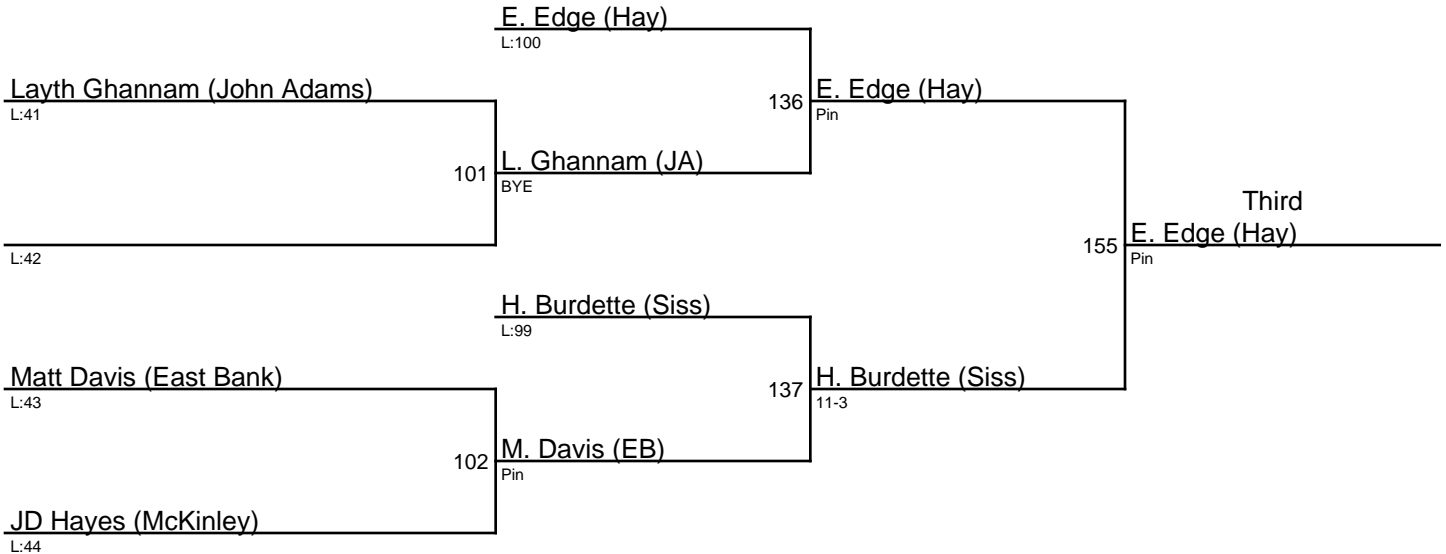 E. Edge (Hay)
L:100
Layth Ghannam (John Adams)
L:41
136
E. Edge (Hay)
Pin
101
L. Ghannam (JA)
BYE
Third
L:42
155
E. Edge (Hay)
Pin
H. Burdette (Siss)
L:99
Matt Davis (East Bank)
L:43
137
H. Burdette (Siss)
11-3
102
M. Davis (EB)
Pin
JD Hayes (McKinley)
L:44